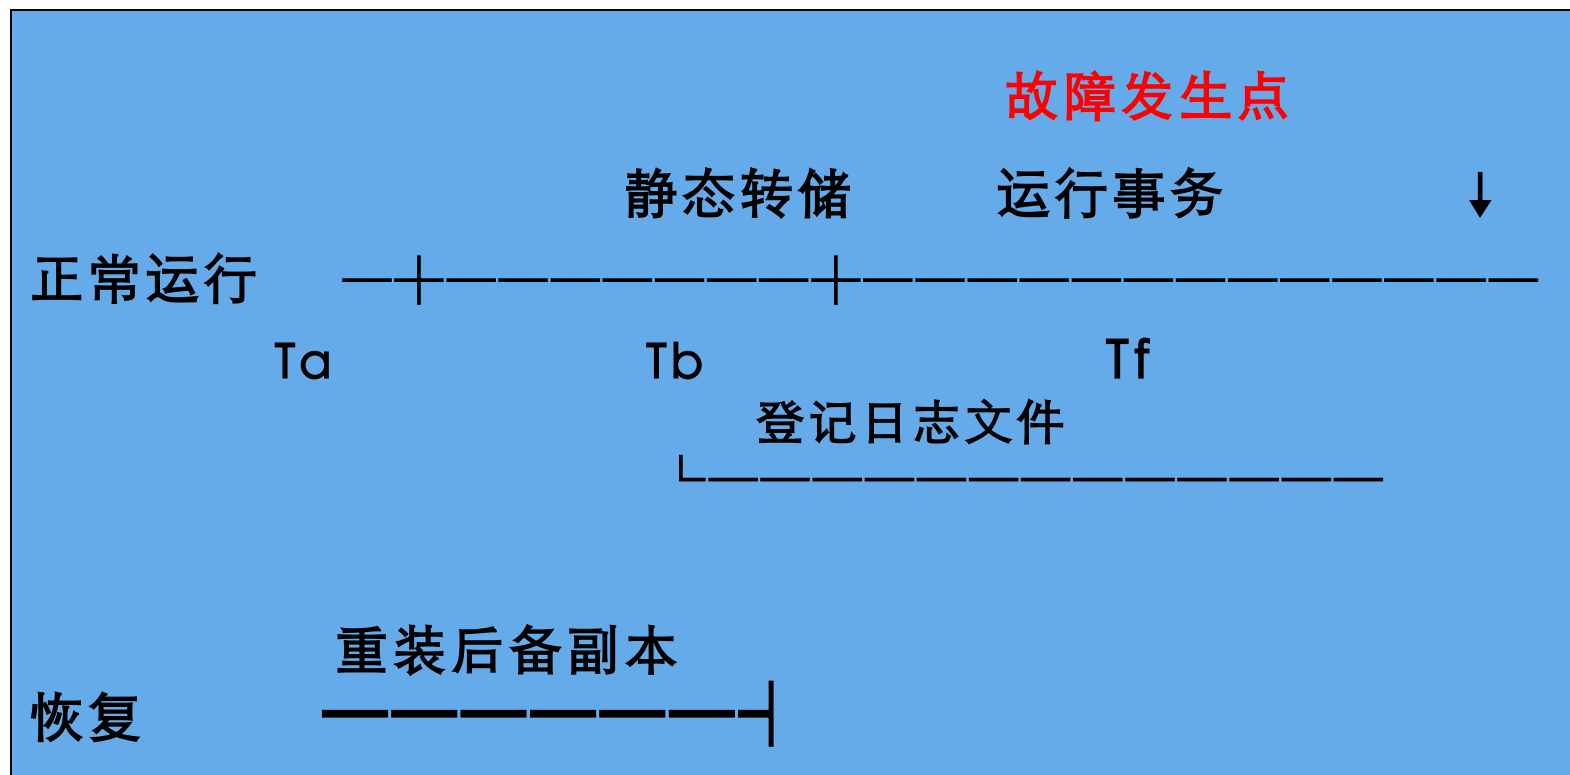 故障发生点
静态转储 运行事务 ↓
正常运行
Ta Tb Tf
登记日志文件
重装后备副本
恢复